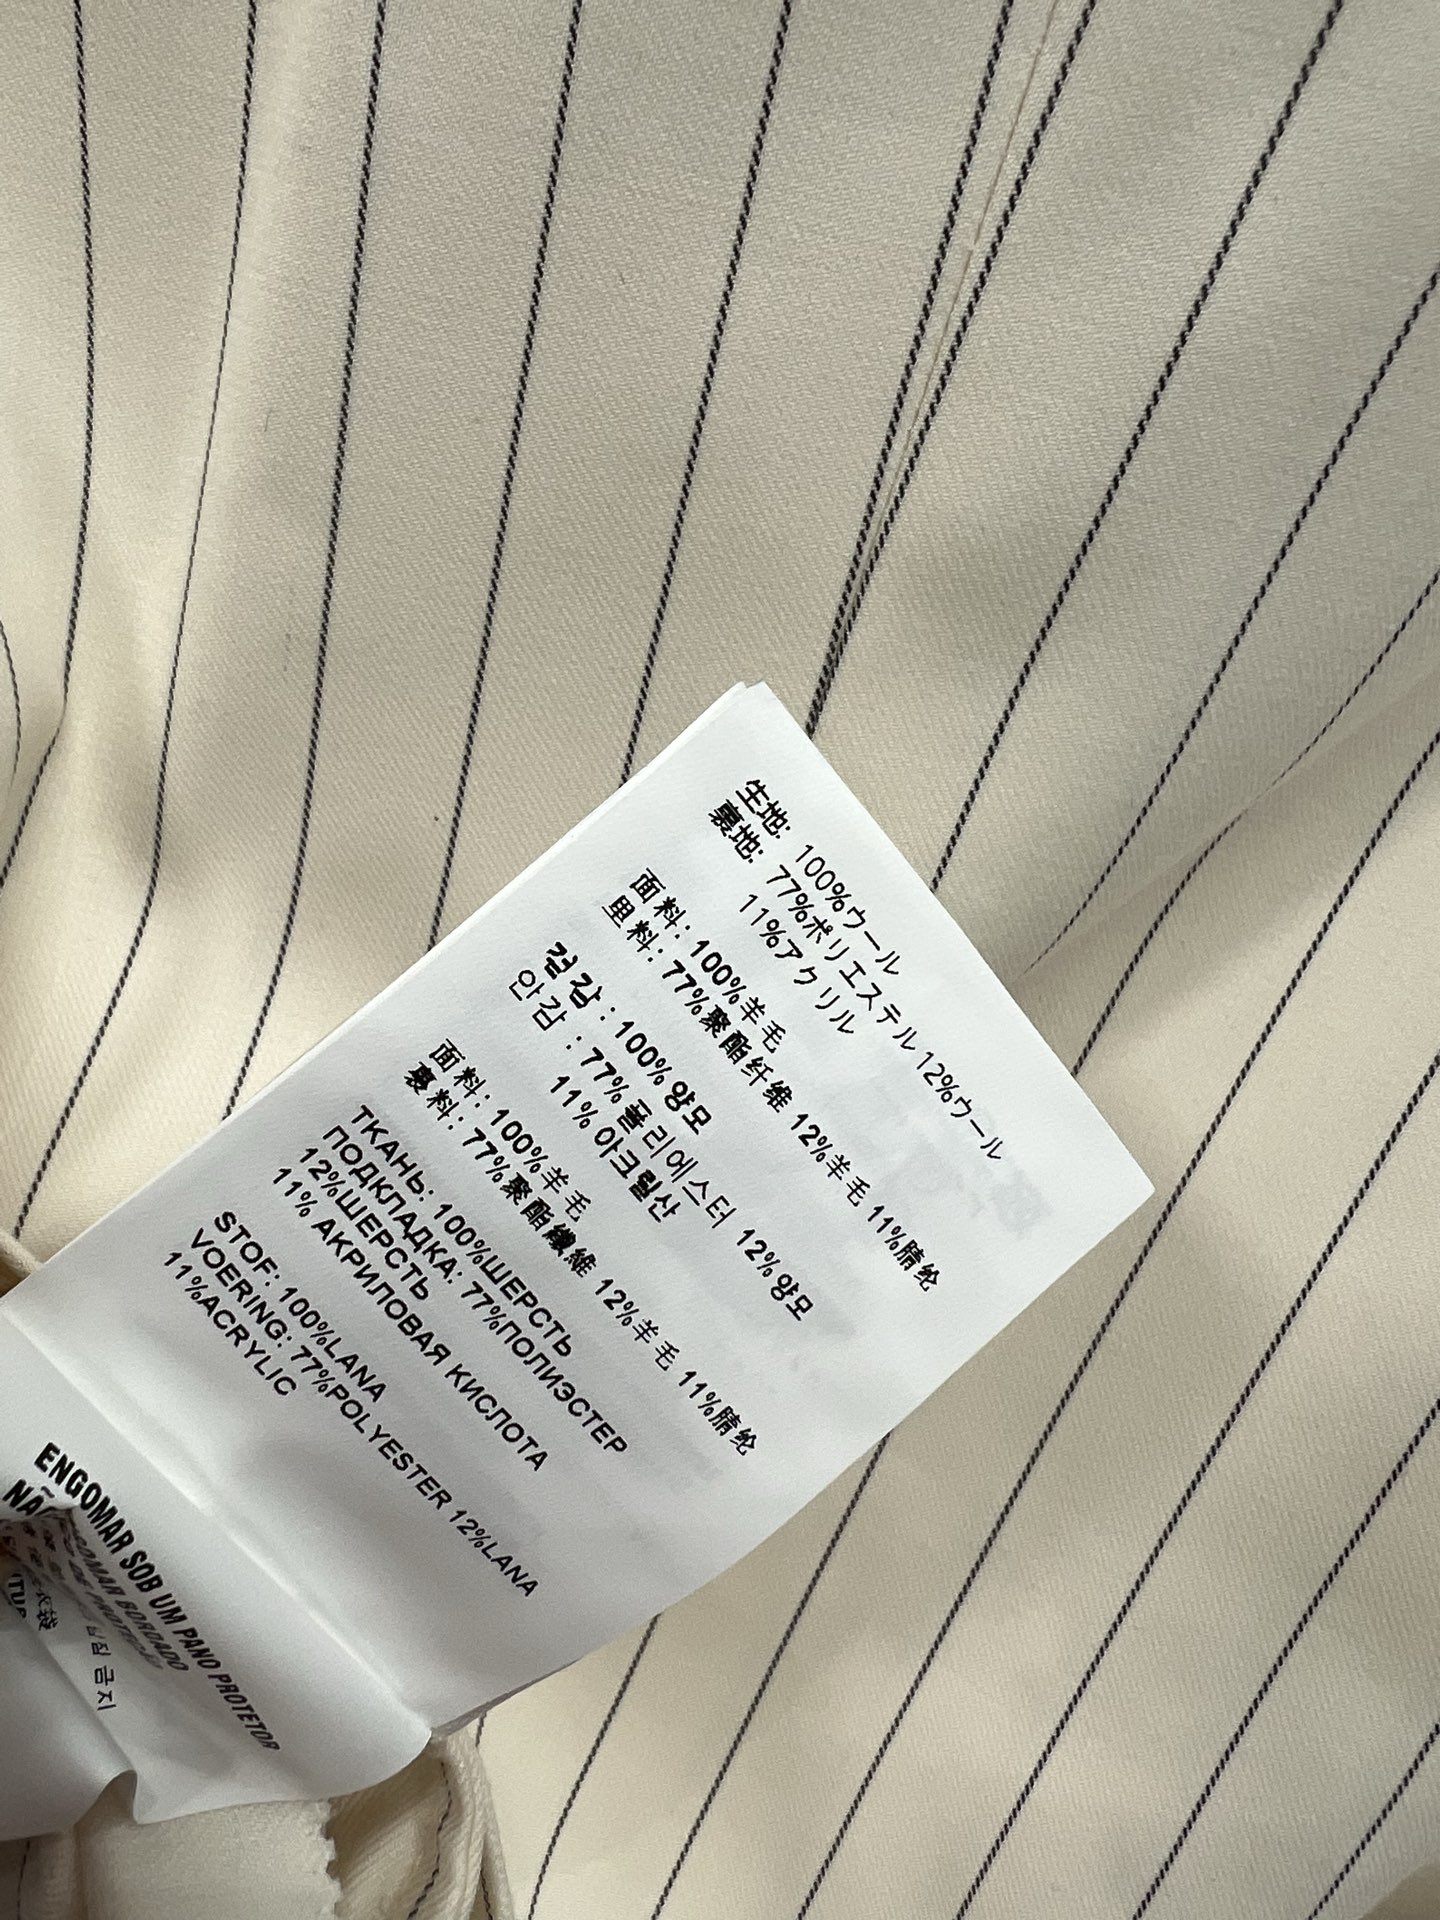 生地: 100%ウール
裏地: 77%ポリエステル 12%ウール
11%アクリル
面料: 100%羊毛
里料: 77%聚酯纤维 12%羊毛 11%腈纶
겉감 : 100%양모
안감 : 77%폴리에스터 12%양모
11%아크릴산
面料: 100%羊毛
裏料: 77%聚酯纖維 12%羊毛 11%腈纶
ТКАНЬ: 100%ШЕРСТЬ
ПОДКЛАДКА: 77%ПОЛИЭСТЕР
12%ШЕРСТЬ
11% АКРИЛОВАЯ КИСЛОТА
STOF: 100%LANA
VOERING: 77%POLYESTER 12%LANA
11%ACRYLIC
ENGOMAR SOB UM PANO PROTETOR
BORDADO
금지